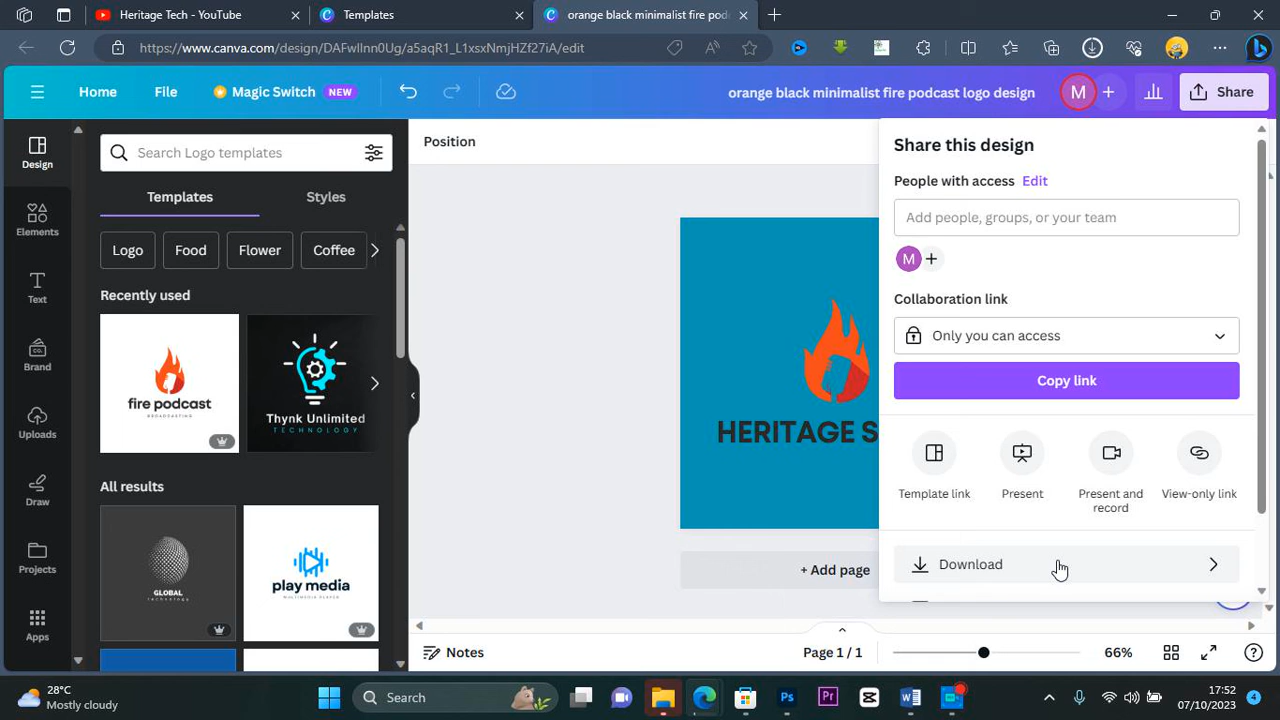 Heritage Tech - YouTube
Templates
orange black minimalist fire pod
https://www.canva.com/design/DAFwlInn0Ug/a5aqR1_L1xsxNmjHZf27iA/edit
Home
File
Magic Switch NEW
orange black minimalist fire podcast logo design
M
Share
Design
Elements
Text
Brand
Uploads
Draw
Projects
Apps
Search Logo templates
Templates
Styles
Logo
Food
Flower
Coffee
Recently used
fire podcast
BROADCASTING
Thynk Unlimited
TECHNOLOGY
All results
GLOBAL
technology
play media
MULTIMEDIA PLAYER
Position
HERITAGE S
+ Add page
Share this design
People with access Edit
Add people, groups, or your team
M
Collaboration link
Only you can access
Copy link
Template link
Present
Present and
record
View-only link
Download
Notes
Page 1 / 1
66%
28°C
Mostly cloudy
Search
17:52
07/10/2023
4